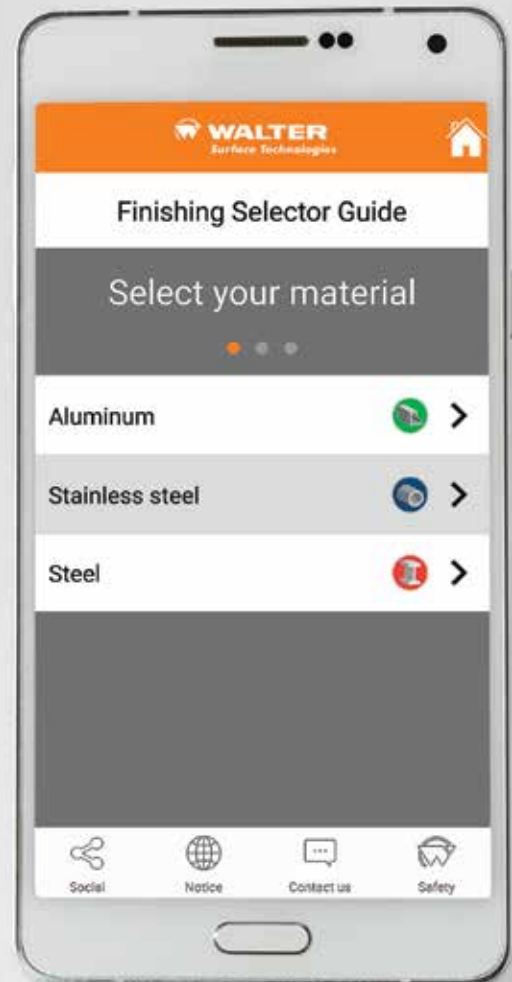 WALTER
Surface Technologies
Finishing Selector Guide
Select your material
Aluminum
Stainless steel
Steel
Social
Notice
Contact us
Safety